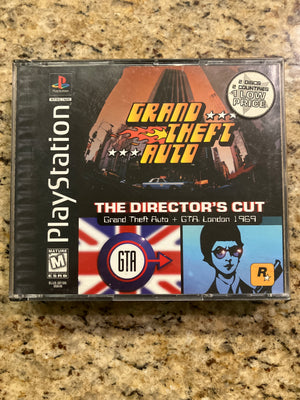 PlayStation
2 DISCS
2 COUNTRIES
1 LOW
PRICE
GRAND
THEFT
AUTO
THE DIRECTOR'S CUT
Grand Theft Auto + GTA London 1969
GTA
R
MATURE
M
ESRB